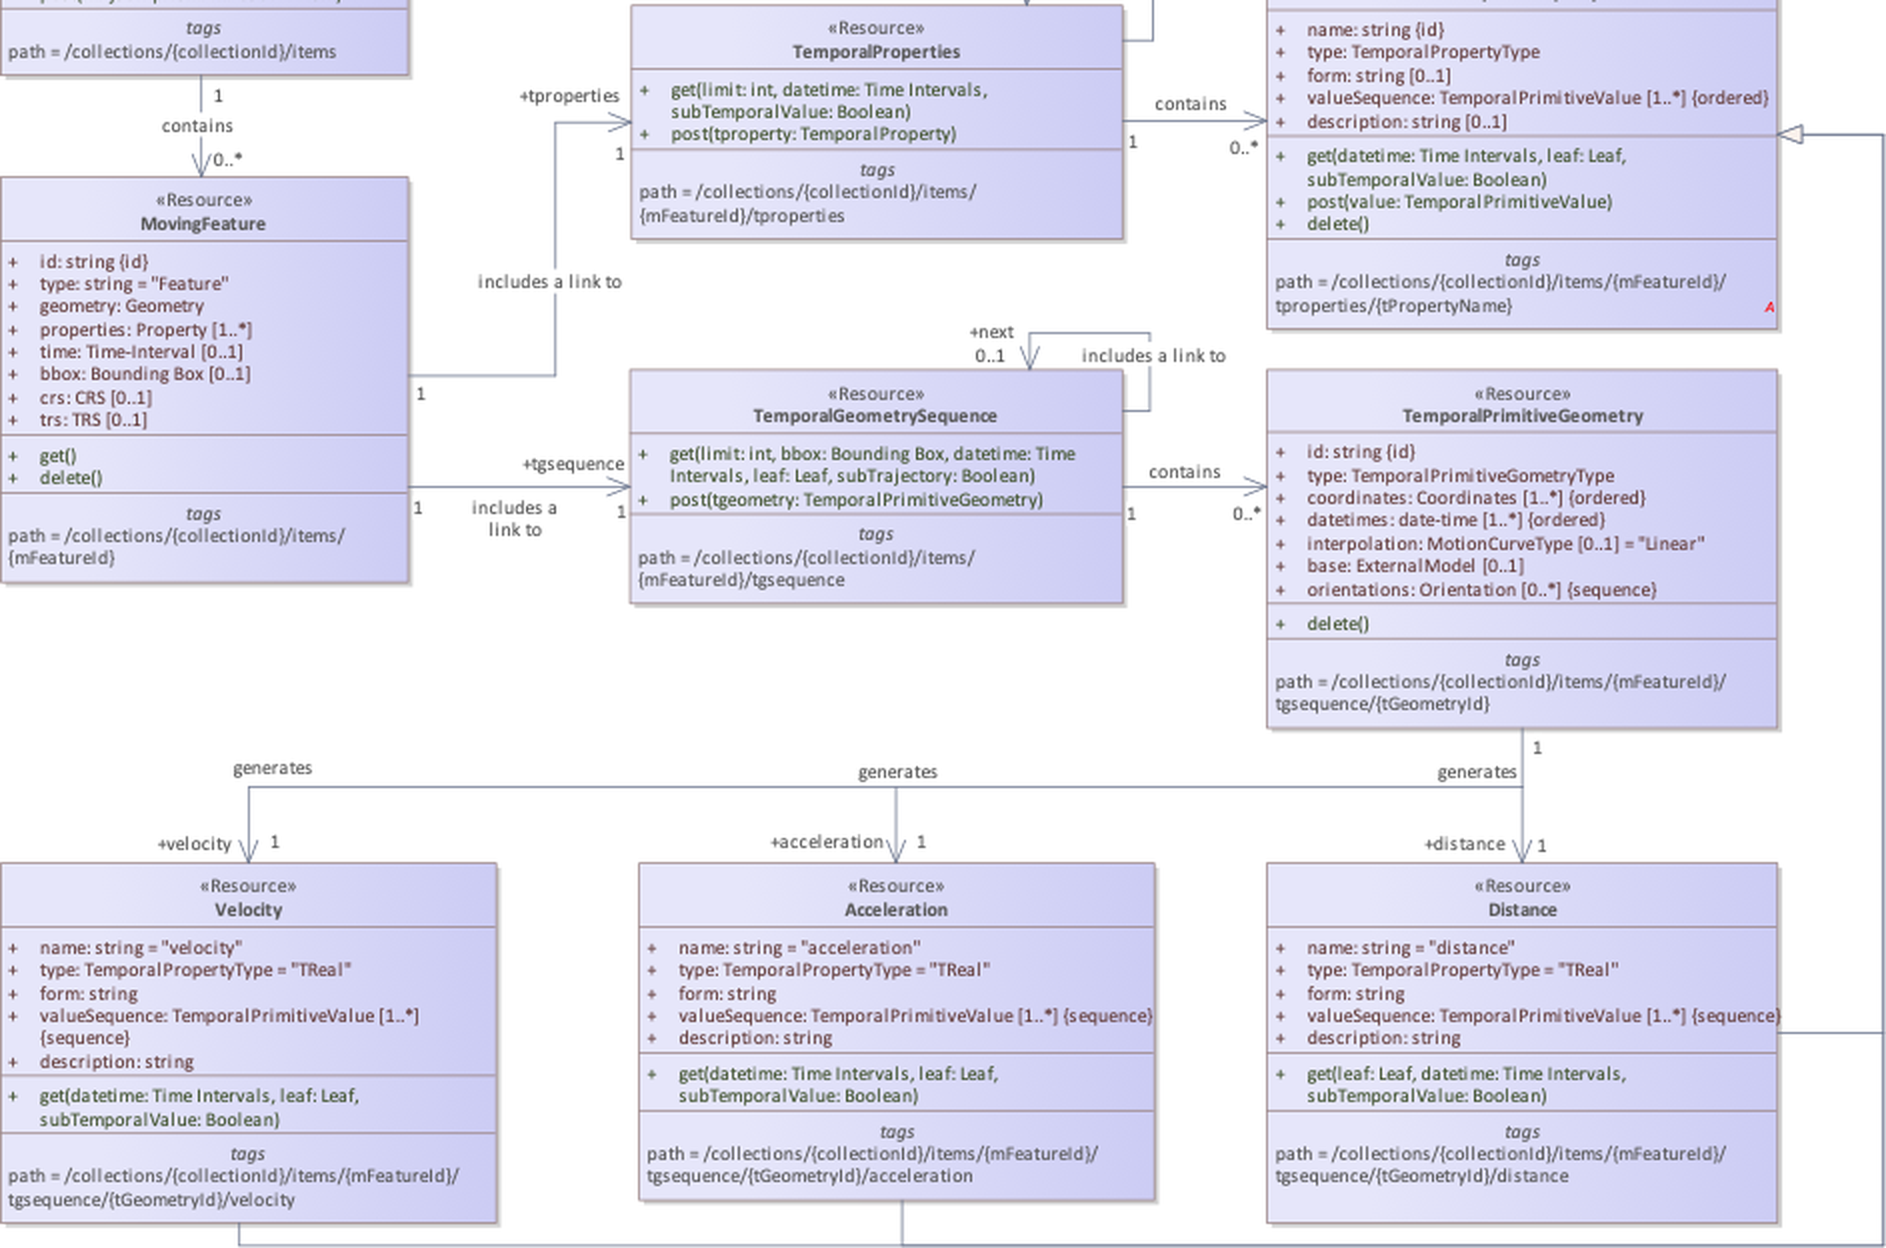 tags
path = /collections/{collectionId}/items
1
contains
0..*
«Resource»
MovingFeature
+ id: string {id}
+ type: string = "Feature"
+ geometry: Geometry
+ properties: Property [1..*]
+ time: Time-Interval [0..1]
+ bbox: Bounding Box [0..1]
+ crs: CRS [0..1]
+ trs: TRS [0..1]
+ get()
+ delete()
tags
path = /collections/{collectionId}/items/
{mFeatureId}
1
includes a link to
+tproperties
1
«Resource»
TemporalProperties
+ get(limit: int, datetime: Time Intervals,
subTemporalValue: Boolean)
+ post(tproperty: TemporalProperty)
tags
path = /collections/{collectionId}/items/
{mFeatureId}/tproperties
contains
1
0..*
+ name: string {id}
+ type: TemporalPropertyType
+ form: string [0..1]
+ valueSequence: TemporalPrimitiveValue [1..*] {ordered}
+ description: string [0..1]
+ get(datetime: Time Intervals, leaf: Leaf,
subTemporalValue: Boolean)
+ post(value: TemporalPrimitiveValue)
+ delete()
tags
path = /collections/{collectionId}/items/{mFeatureId}/
tproperties/{tPropertyName}
A
1
includes a
link to
+tgsequence
1
+next
0..1
includes a link to
«Resource»
TemporalGeometrySequence
+ get(limit: int, bbox: Bounding Box, datetime: Time
Intervals, leaf: Leaf, subTrajectory: Boolean)
+ post(tgeometry: TemporalPrimitiveGeometry)
tags
path = /collections/{collectionId}/items/
{mFeatureId}/tgsequence
contains
1
0..*
«Resource»
TemporalPrimitiveGeometry
+ id: string {id}
+ type: TemporalPrimitiveGometryType
+ coordinates: Coordinates [1..*] {ordered}
+ datetimes: date-time [1..*] {ordered}
+ interpolation: MotionCurveType [0..1] = "Linear"
+ base: ExternalModel [0..1]
+ orientations: Orientation [0..*] {sequence}
+ delete()
tags
path = /collections/{collectionId}/items/{mFeatureId}/
tgsequence/{tGeometryId}
1
generates
generates
generates
+velocity
1
+acceleration
1
+distance
1
«Resource»
Velocity
+ name: string = "velocity"
+ type: TemporalPropertyType = "TReal"
+ form: string
+ valueSequence: TemporalPrimitiveValue [1..*]
{sequence}
+ description: string
+ get(datetime: Time Intervals, leaf: Leaf,
subTemporalValue: Boolean)
tags
path = /collections/{collectionId}/items/{mFeatureId}/
tgsequence/{tGeometryId}/velocity
«Resource»
Acceleration
+ name: string = "acceleration"
+ type: TemporalPropertyType = "TReal"
+ form: string
+ valueSequence: TemporalPrimitiveValue [1..*] {sequence}
+ description: string
+ get(datetime: Time Intervals, leaf: Leaf,
subTemporalValue: Boolean)
tags
path = /collections/{collectionId}/items/{mFeatureId}/
tgsequence/{tGeometryId}/acceleration
«Resource»
Distance
+ name: string = "distance"
+ type: TemporalPropertyType = "TReal"
+ form: string
+ valueSequence: TemporalPrimitiveValue [1..*] {sequence}
+ description: string
+ get(leaf: Leaf, datetime: Time Intervals,
subTemporalValue: Boolean)
tags
path = /collections/{collectionId}/items/{mFeatureId}/
tgsequence/{tGeometryId}/distance